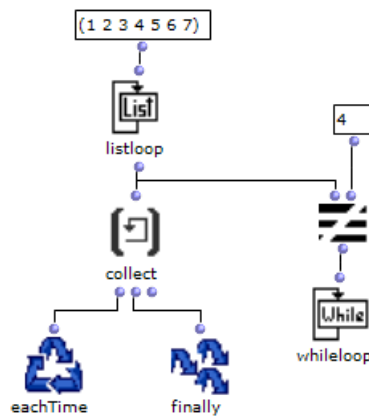 (1 2 3 4 5 6 7)
List
listloop
4
collect
While
whileloop
eachTime
finally